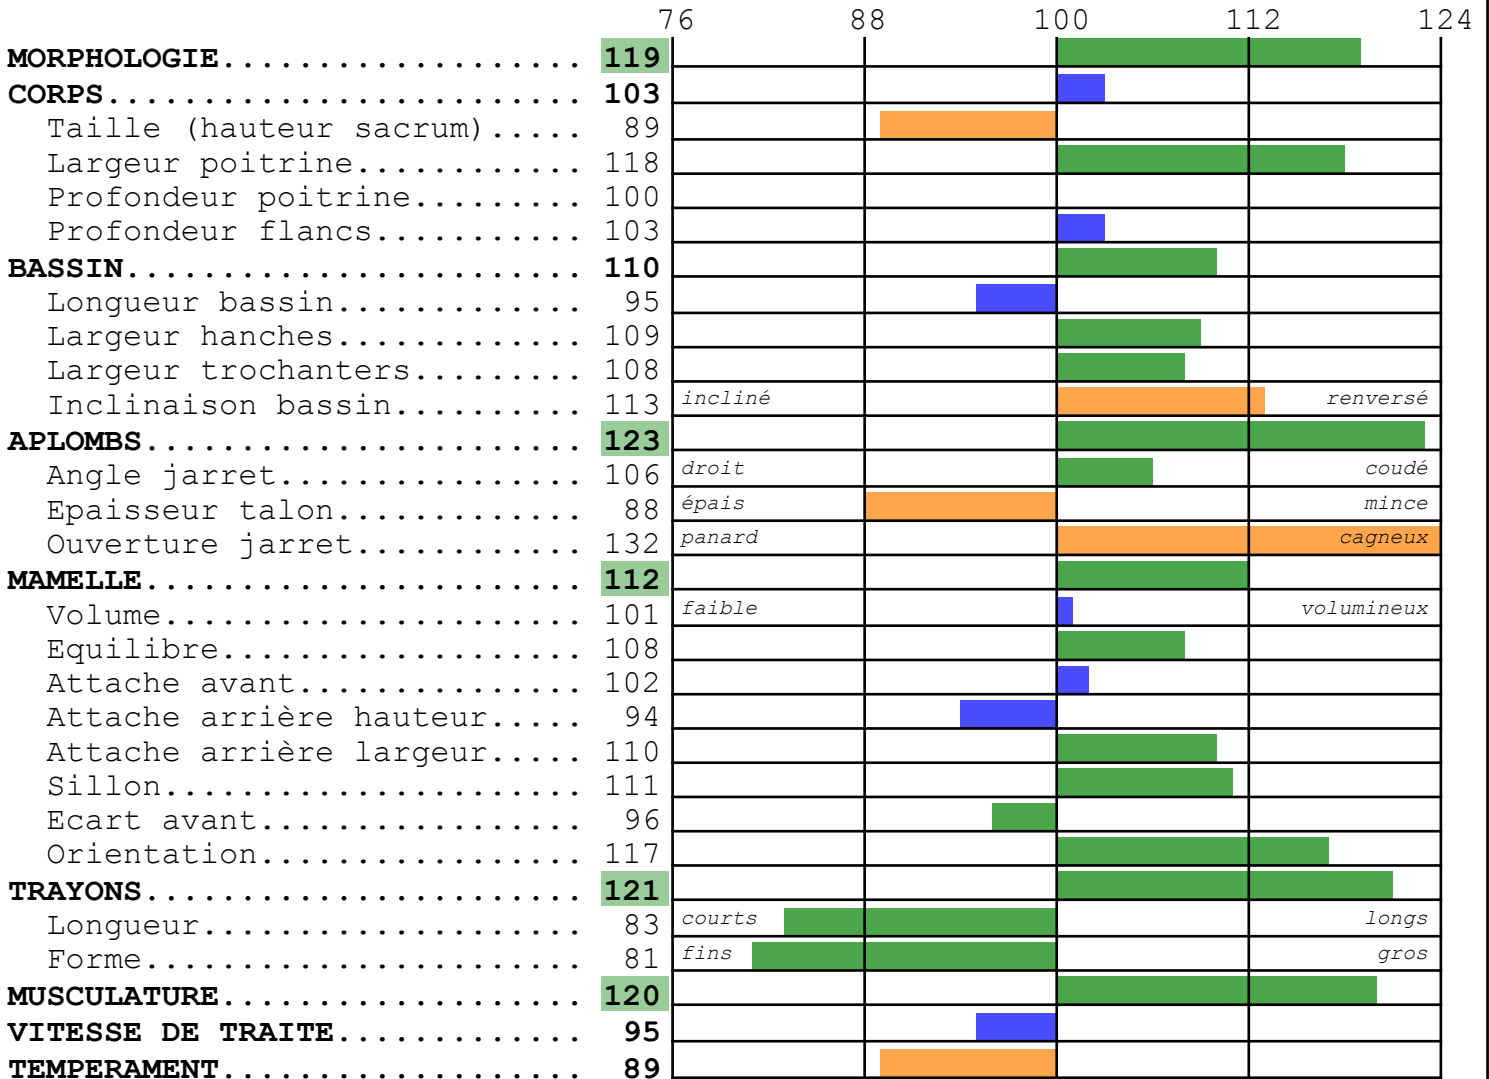 76 88 100 112 124
MORPHOLOGIE................... 119
CORPS......................... 103
Taille (hauteur sacrum)..... 89
Largeur poitrine............ 118
Profondeur poitrine......... 100
Profondeur flancs........... 103
BASSIN........................ 110
Longueur bassin............. 95
Largeur hanches............. 109
Largeur trochanters......... 108
Inclinaison bassin.......... 113 incliné renversé
APLOMBS....................... 123
Angle jarret................ 106 droit coudé
Epaisseur talon............. 88 épais mince
Ouverture jarret............ 132 panard cagneux
MAMELLE....................... 112
Volume...................... 101 faible volumineux
Equilibre................... 108
Attache avant............... 102
Attache arrière hauteur..... 94
Attache arrière largeur..... 110
Sillon...................... 111
Ecart avant................. 96
Orientation................. 117
TRAYONS....................... 121
Longueur.................... 83 courts longs
Forme....................... 81 fins gros
MUSCULATURE................... 120
VITESSE DE TRAITE............. 95
TEMPERAMENT................... 89